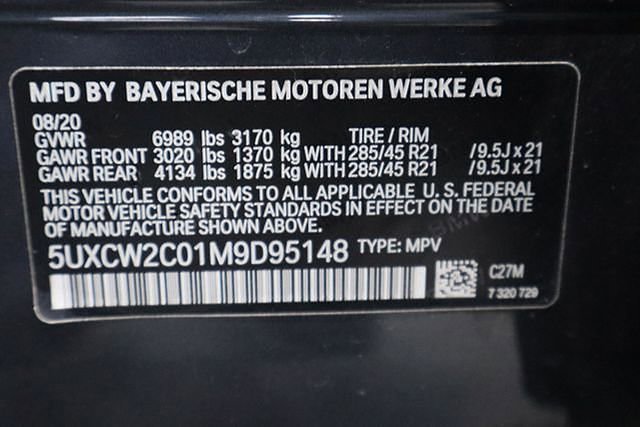 MFD BY BAYERISCHE MOTOREN WERKE AG
08/20
GVWR 6989 lbs 3170 kg TIRE / RIM
GAWR FRONT 3020 lbs 1370 kg WITH 285/45 R21 /9.5J x 21
GAWR REAR 4134 lbs 1875 kg WITH 285/45 R21 /9.5J x 21
THIS VEHICLE CONFORMS TO ALL APPLICABLE U. S. FEDERAL
MOTOR VEHICLE SAFETY STANDARDS IN EFFECT ON THE DATE
OF MANUFACTURE SHOWN ABOVE.
5UXCW2C01M9D95148 TYPE: MPV
C27M
7 320 729